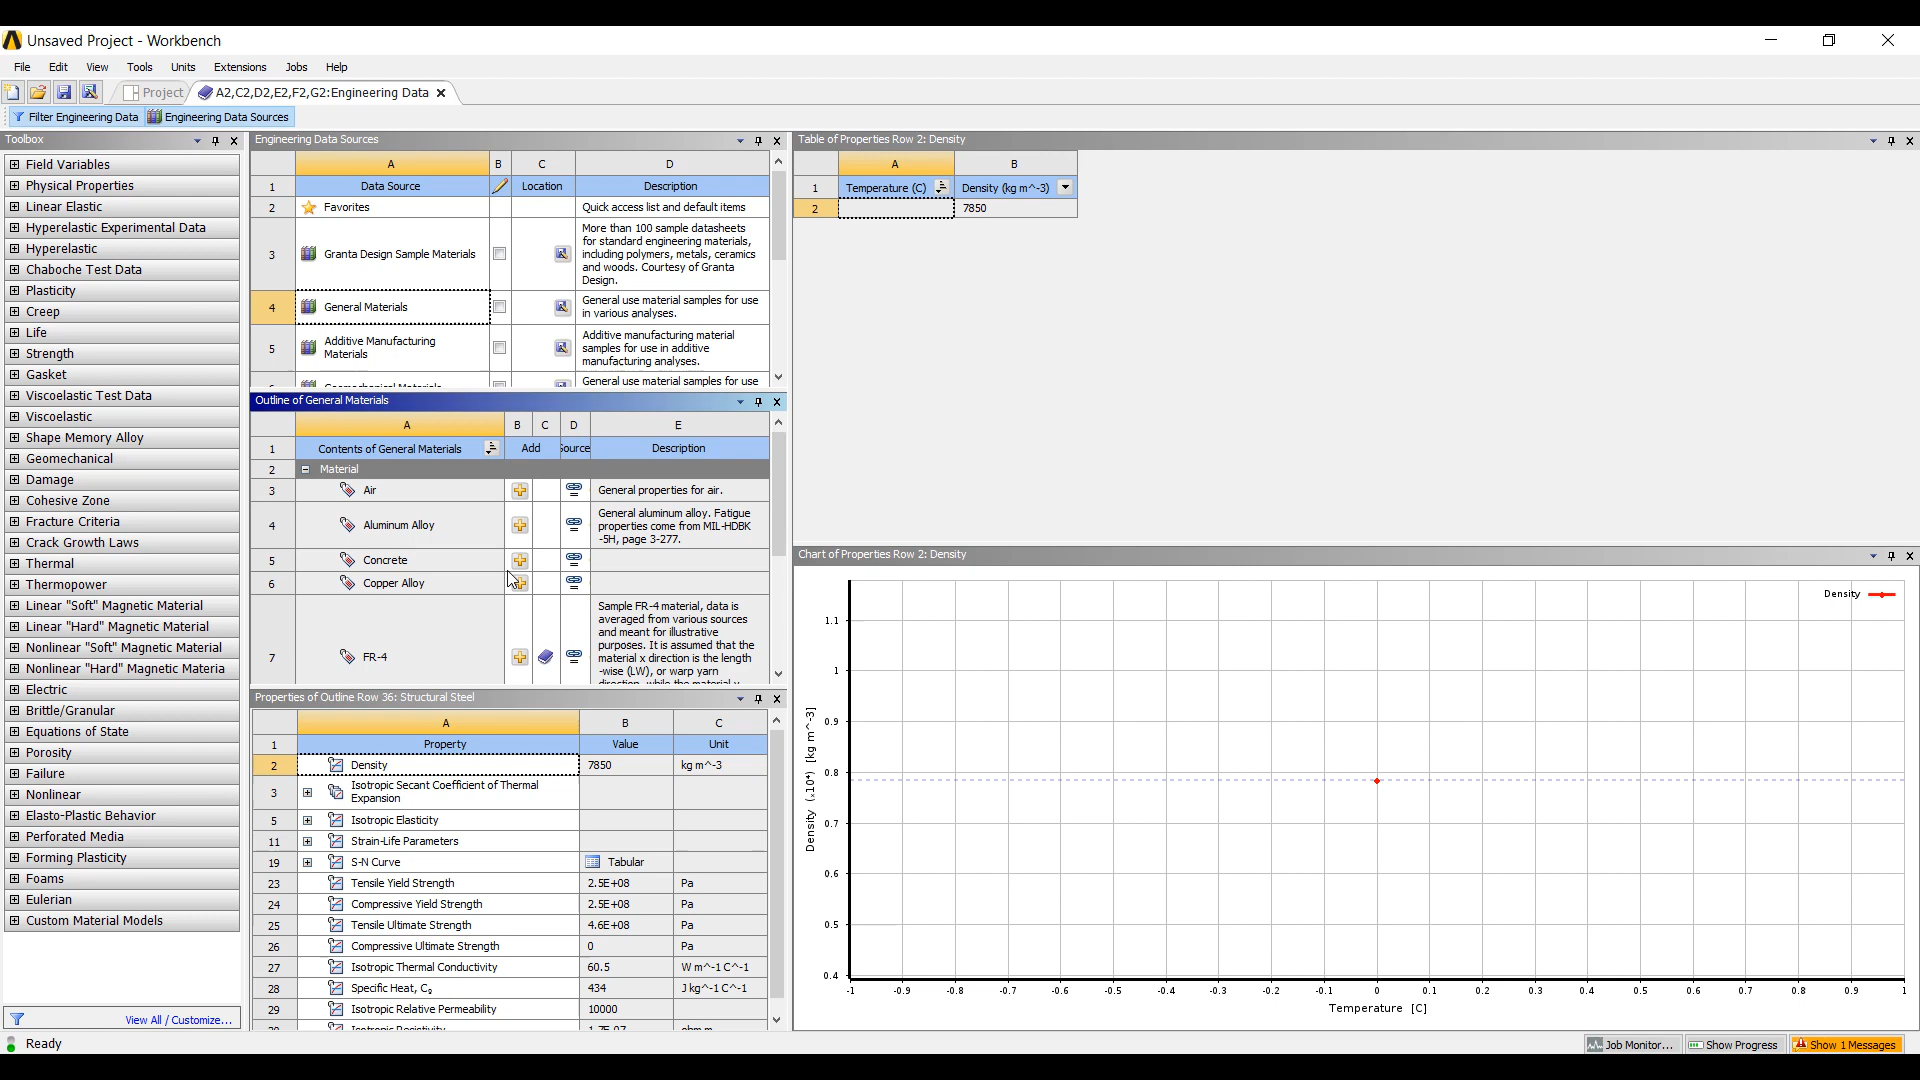 Unsaved Project - Workbench
File Edit View Tools Units Extensions Jobs Help
Project A2,C2,D2,E2,F2,G2:Engineering Data
Filter Engineering Data Engineering Data Sources
Toolbox
Field Variables
Physical Properties
Linear Elastic
Hyperelastic Experimental Data
Hyperelastic
Chaboche Test Data
Plasticity
Creep
Life
Strength
Gasket
Viscoelastic Test Data
Viscoelastic
Shape Memory Alloy
Geomechanical
Damage
Cohesive Zone
Fracture Criteria
Crack Growth Laws
Thermal
Thermopower
Linear "Soft" Magnetic Material
Linear "Hard" Magnetic Material
Nonlinear "Soft" Magnetic Material
Nonlinear "Hard" Magnetic Materia
Electric
Brittle/Granular
Equations of State
Porosity
Failure
Nonlinear
Elasto-Plastic Behavior
Perforated Media
Forming Plasticity
Foams
Eulerian
Custom Material Models
View All / Customize...
Engineering Data Sources
A B C D
1 Data Source Location Description
2 Favorites Quick access list and default items
3 Granta Design Sample Materials
More than 100 sample datasheets
for standard engineering materials,
including polymers, metals, ceramics
and woods. Courtesy of Granta
Design.
4 General Materials
General use material samples for use
in various analyses.
5 Additive Manufacturing
Materials
Additive manufacturing material
samples for use in additive
manufacturing analyses.
General use material samples for use
Outline of General Materials
A B C D E
1 Contents of General Materials Add Source Description
2 Material
3 Air General properties for air.
4 Aluminum Alloy
General aluminum alloy. Fatigue
properties come from MIL-HDBK
-5H, page 3-277.
5 Concrete
6 Copper Alloy
7 FR-4
Sample FR-4 material, data is
averaged from various sources
and meant for illustrative
purposes. It is assumed that the
material x direction is the length
-wise (LW), or warp yarn
Properties of Outline Row 36: Structural Steel
A B C
1 Property Value Unit
2 Density 7850 kg m^-3
3 Isotropic Secant Coefficient of Thermal
Expansion
5 Isotropic Elasticity
11 Strain-Life Parameters
19 S-N Curve Tabular
23 Tensile Yield Strength 2.5E+08 Pa
24 Compressive Yield Strength 2.5E+08 Pa
25 Tensile Ultimate Strength 4.6E+08 Pa
26 Compressive Ultimate Strength 0 Pa
27 Isotropic Thermal Conductivity 60.5 W m^-1 C^-1
28 Specific Heat, Cₚ 434 J kg^-1 C^-1
29 Isotropic Relative Permeability 10000
Table of Properties Row 2: Density
A B
1 Temperature (C) Density (kg m^-3)
2 7850
Chart of Properties Row 2: Density
Density
1.1
1
0.9
0.8
0.7
0.6
0.5
0.4
Density (x10⁴) [kg m^-3]
-1 -0.9 -0.8 -0.7 -0.6 -0.5 -0.4 -0.3 -0.2 -0.1 0 0.1 0.2 0.3 0.4 0.5 0.6 0.7 0.8 0.9 1
Temperature [C]
Ready
Job Monitor... Show Progress Show 1 Messages